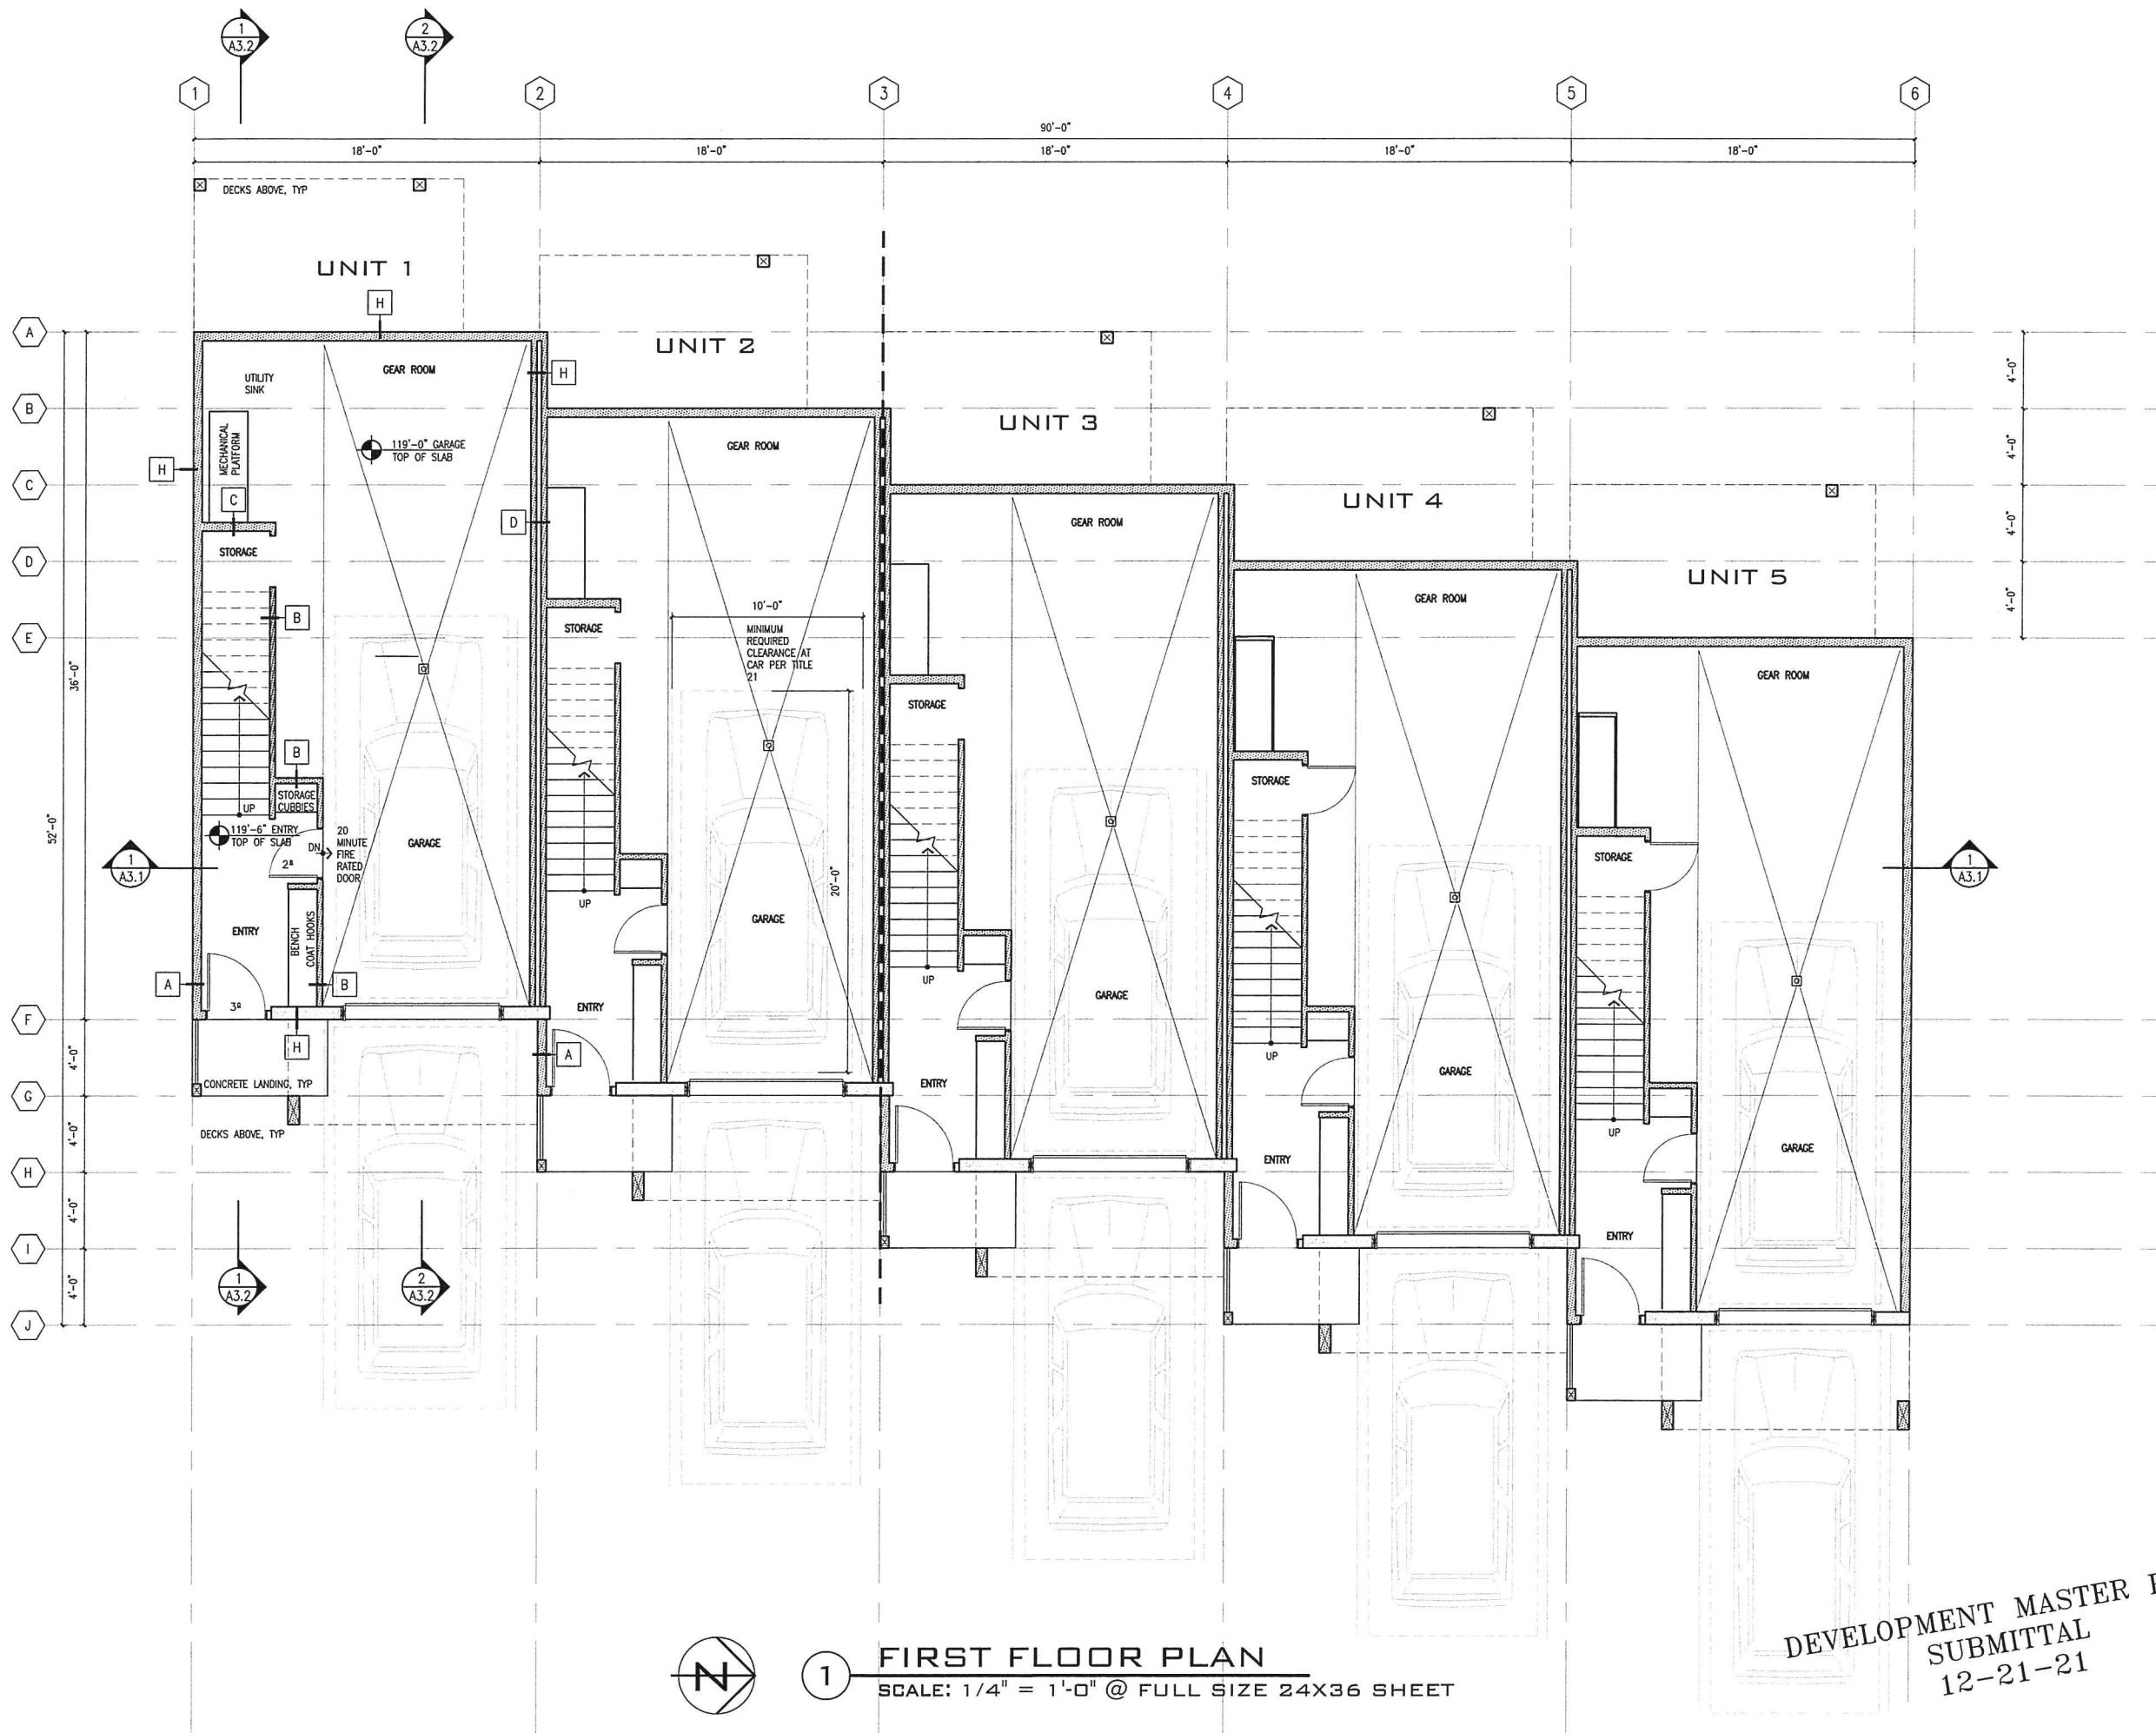 1
A3.2
2
A3.2
1
2
3
4
5
6
90'-0"
18'-0"
18'-0"
18'-0"
18'-0"
18'-0"
DECKS ABOVE, TYP
UNIT 1
H
A
UNIT 2
UTILITY
SINK
GEAR ROOM
H
4'-0"
B
UNIT 3
MECHANICAL
PLATFORM
119'-0" GARAGE
TOP OF SLAB
GEAR ROOM
4'-0"
H
C
C
UNIT 4
D
GEAR ROOM
4'-0"
STORAGE
D
UNIT 5
GEAR ROOM
4'-0"
10'-0"
B
STORAGE
MINIMUM
REQUIRED
CLEARANCE AT
CAR PER TITLE
21
E
36'-0"
GEAR ROOM
STORAGE
B
STORAGE
CUBBIES
STORAGE
UP
119'-6" ENTRY
TOP OF SLAB
52'-0"
DN
20
MINUTE
FIRE
RATED
DOOR
2⁸
GARAGE
STORAGE
1
A3.1
1
A3.1
20'-0"
UP
GARAGE
ENTRY
BENCH
COAT HOOKS
UP
A
B
3⁸
ENTRY
GARAGE
F
H
A
UP
4'-0"
CONCRETE LANDING, TYP
ENTRY
GARAGE
G
DECKS ABOVE, TYP
UP
4'-0"
GARAGE
H
ENTRY
4'-0"
I
ENTRY
1
A3.2
2
A3.2
4'-0"
J
N
1
FIRST FLOOR PLAN
SCALE: 1/4" = 1'-0" @ FULL SIZE 24X36 SHEET
DEVELOPMENT MASTER
SUBMITTAL
12-21-21